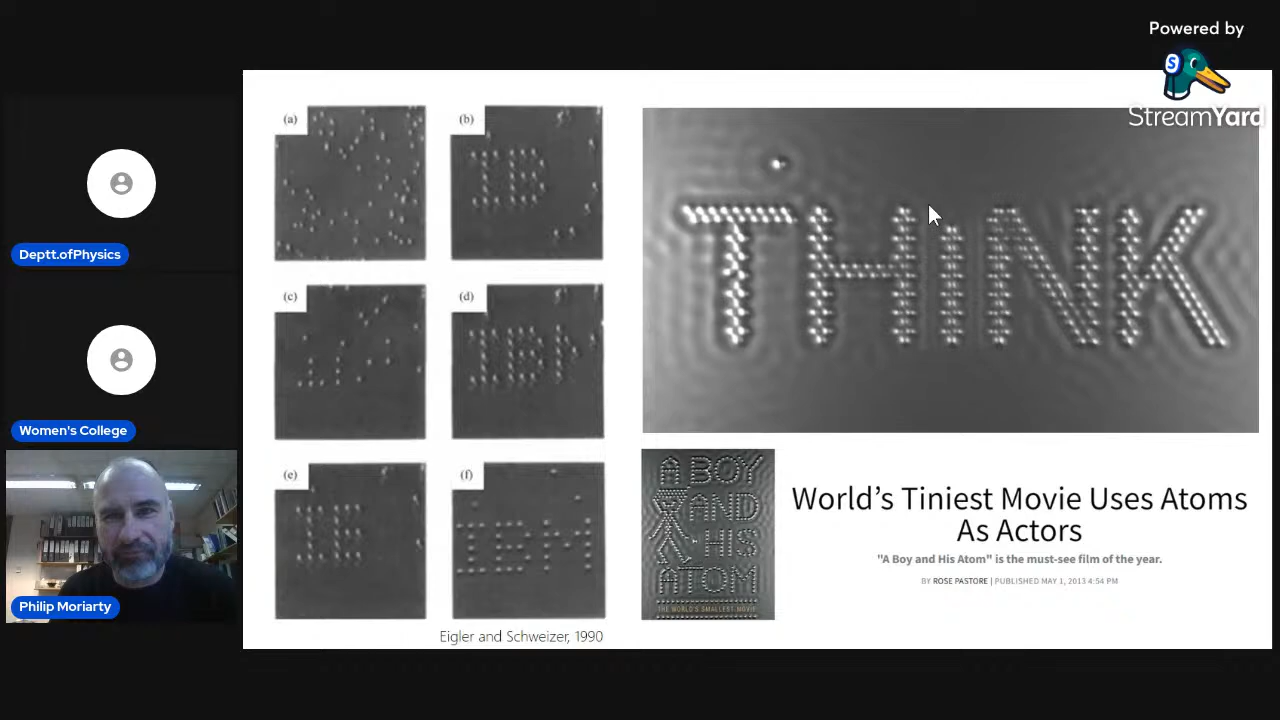 Powered by
StreamYard
Deptt.ofPhysics
Women's College
Philip Moriarty
(a)
(b)
(c)
(d)
(e)
(f)
IBM
Eigler and Schweizer, 1990
THINK
A BOY
AND
HIS
ATOM
THE WORLD'S SMALLEST MOVIE
World's Tiniest Movie Uses Atoms
As Actors
"A Boy and His Atom" is the must-see film of the year.
BY ROSE PASTORE | PUBLISHED MAY 1, 2013 4:54 PM